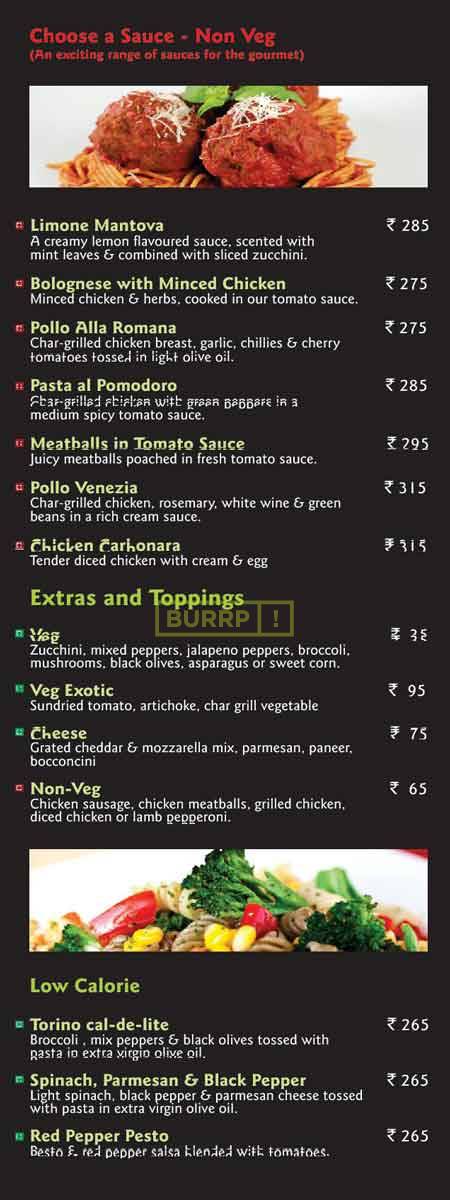 Choose a Sauce - Non Veg
(An exciting range of sauces for the gourmet)
Limone Mantova ₹ 285
A creamy lemon flavoured sauce, scented with
mint leaves & combined with sliced zucchini.
Bolognese with Minced Chicken ₹ 275
Minced chicken & herbs, cooked in our tomato sauce.
Pollo Alla Romana ₹ 275
Char-grilled chicken breast, garlic, chillies & cherry
tomatoes tossed in light olive oil.
Pasta al Pomodoro ₹ 285
Char-grilled chicken with green peppers in a
medium spicy tomato sauce.
Meatballs in Tomato Sauce ₹ 295
Juicy meatballs poached in fresh tomato sauce.
Pollo Venezia ₹ 315
Char-grilled chicken, rosemary, white wine & green
beans in a rich cream sauce.
Chicken Carbonara ₹ 315
Tender diced chicken with cream & egg
Extras and Toppings
BURRP !
Veg ₹
Zucchini, mixed peppers, jalapeno peppers, broccoli,
mushrooms, black olives, asparagus or sweet corn.
Veg Exotic ₹ 95
Sundried tomato, artichoke, char grill vegetable
Cheese ₹ 75
Grated cheddar & mozzarella mix, parmesan, paneer,
bocconcini
Non-Veg ₹ 65
Chicken sausage, chicken meatballs, grilled chicken,
diced chicken or lamb pepperoni.
Low Calorie
Torino cal-de-lite ₹ 265
Broccoli , mix peppers & black olives tossed with
pasta in extra virgin olive oil.
Spinach, Parmesan & Black Pepper ₹ 265
Light spinach, black pepper & parmesan cheese tossed
with pasta in extra virgin olive oil.
Red Pepper Pesto ₹ 265
Pesto & red pepper salsa blended with tomatoes.